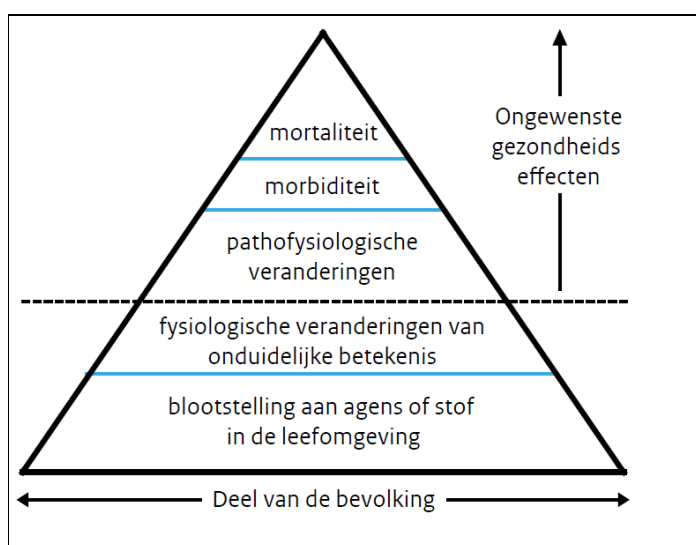 mortaliteit
morbiditeit
pathofysiologische
veranderingen
fysiologische veranderingen van
onduidelijke betekenis
blootstelling aan agens of stof
in de leefomgeving
Deel van de bevolking
Ongewenste
gezondheids
effecten